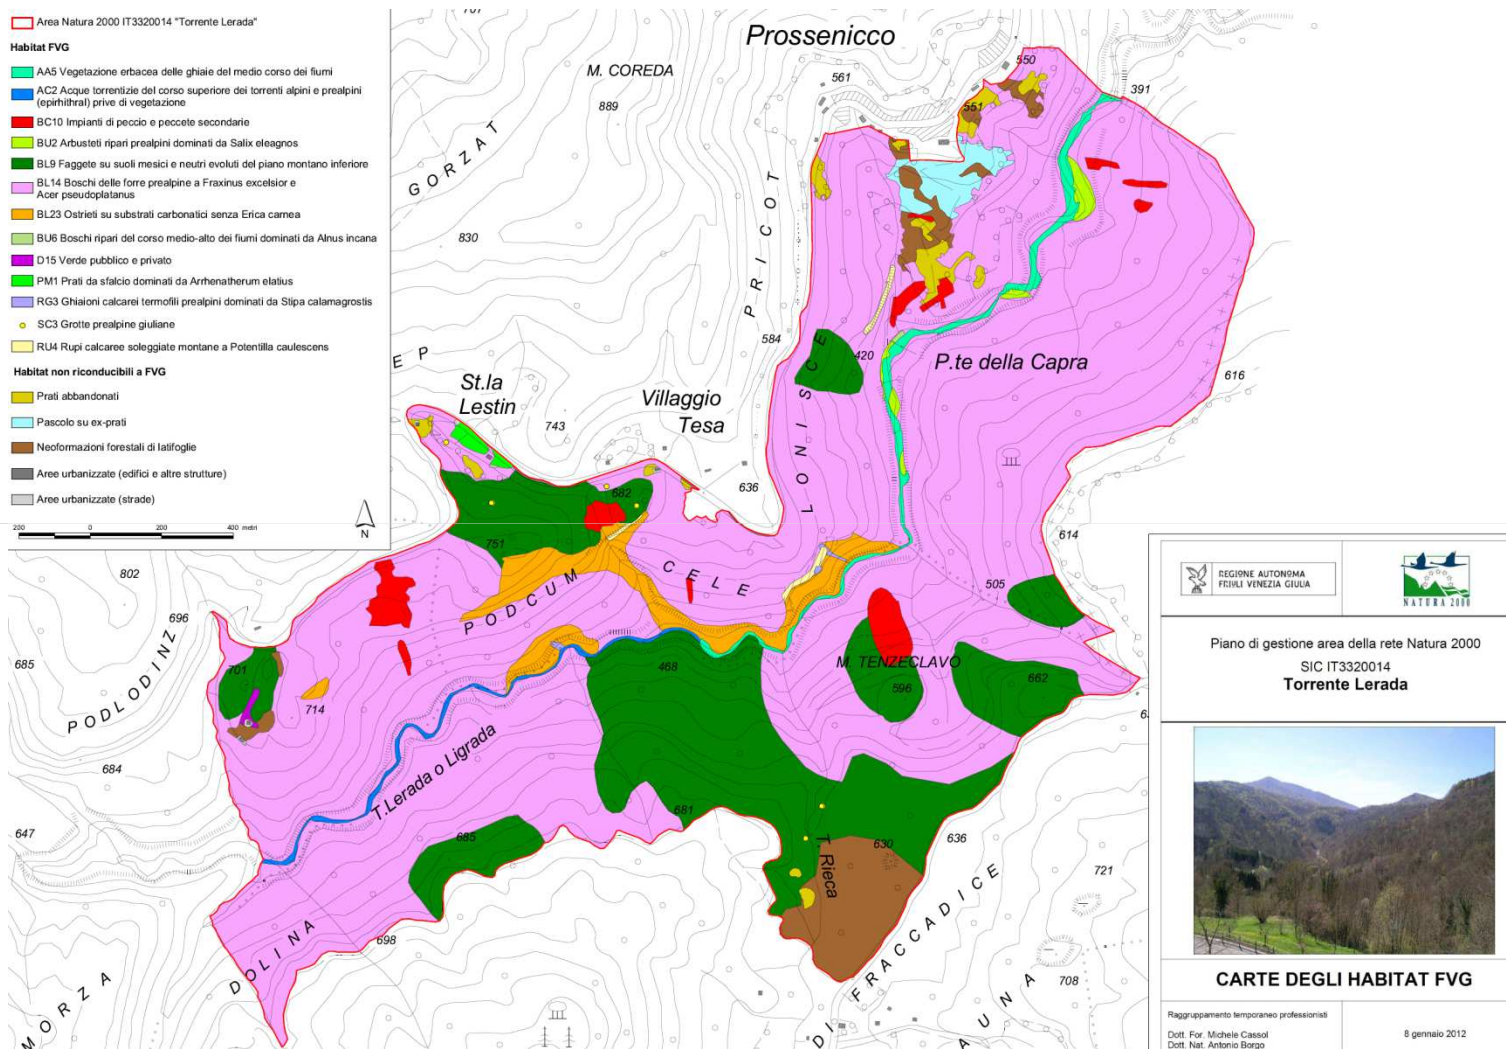 Area Natura 2000 IT3320014 "Torrente Lerada"
Habitat FVG
AA5 Vegetazione erbacea delle ghiaie del medio corso dei fiumi
AC2 Acque torrentizie del corso superiore dei torrenti alpini e prealpini
(epirhithral) prive di vegetazione
BC10 Impianti di peccio e peccete secondarie
BU2 Arbusteti ripari prealpini dominati da Salix eleagnos
BL9 Faggete su suoli mesici e neutri evoluti del piano montano inferiore
BL14 Boschi delle forre prealpine a Fraxinus excelsior e
Acer pseudoplatanus
BL23 Ostrieti su substrati carbonatici senza Erica carnea
BU6 Boschi ripari del corso medio-alto dei fiumi dominati da Alnus incana
D15 Verde pubblico e privato
PM1 Prati da sfalcio dominati da Arrhenatherum elatius
RG3 Ghiaioni calcarei termofili prealpini dominati da Stipa calamagrostis
SC3 Grotte prealpine giuliane
RU4 Rupi calcaree soleggiate montane a Potentilla caulescens
Habitat non riconducibili a FVG
Prati abbandonati
Pascolo su ex-prati
Neoformazioni forestali di latifoglie
Aree urbanizzate (edifici e altre strutture)
Aree urbanizzate (strade)
200 0 200 400 metri
N
Prossenicco
M. COREDA
889
561
550
551
391
GORZAT
830
PRICOT
584
420
LONISCE
P.te della Capra
616
EP
St.la
Lestin
743
Villaggio
Tesa
636
682
751
614
505
PODCUM
CELE
802
696
685
PODLODINZ
701
714
684
647
468
M. TENZECLAVO
596
662
T. Lerada o Ligrada
681
685
630
636
T. Rieca
721
698
DOLINA
MORZA
DI FRACCADICE
AUNA
708
REGIONE AUTONOMA
FRIULI VENEZIA GIULIA
NATURA 2000
Piano di gestione area della rete Natura 2000
SIC IT3320014
Torrente Lerada
CARTE DEGLI HABITAT FVG
Raggruppamento temporaneo professionisti
Dott. For. Michele Cassol
Dott. Nat. Antonio Borgo
8 gennaio 2012